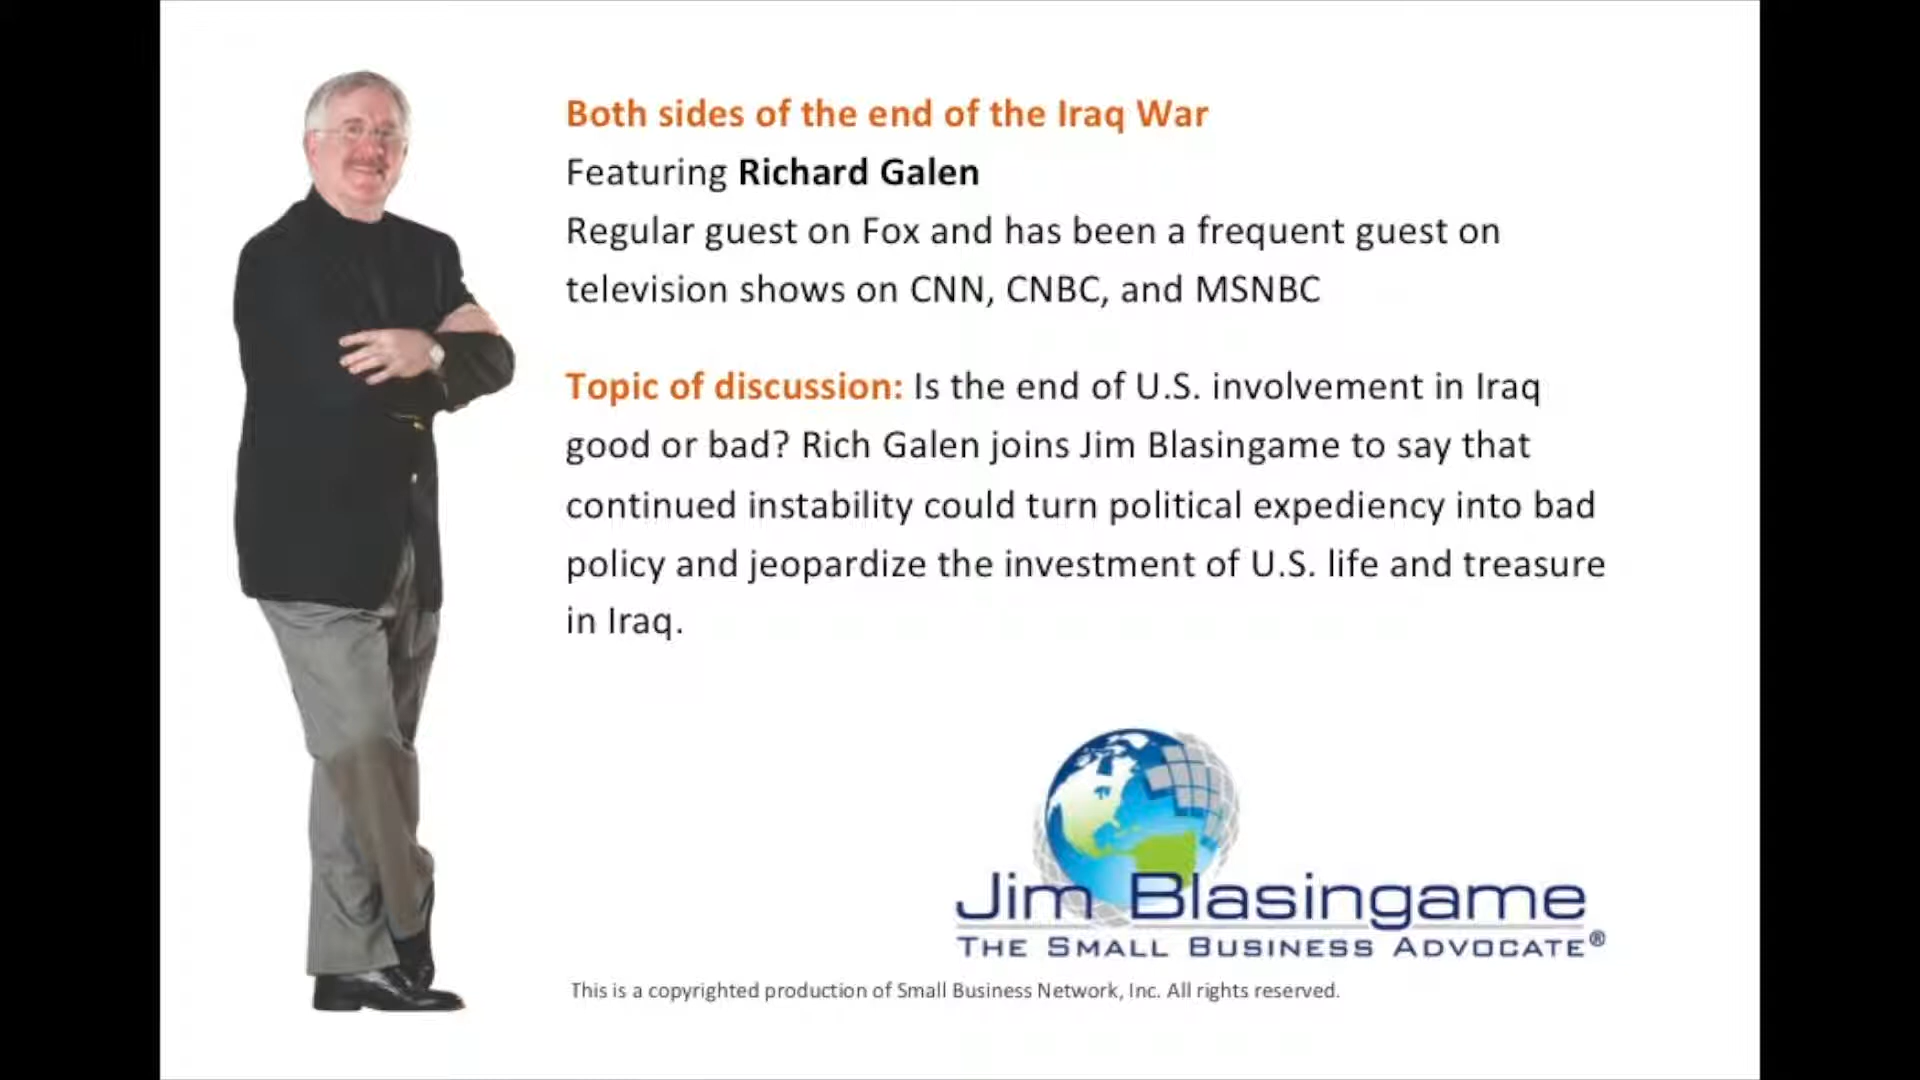 Both sides of the end of the Iraq War
Featuring Richard Galen
Regular guest on Fox and has been a frequent guest on
television shows on CNN, CNBC, and MSNBC
Topic of discussion: Is the end of U.S. involvement in Iraq
good or bad? Rich Galen joins Jim Blasingame to say that
continued instability could turn political expediency into bad
policy and jeopardize the investment of U.S. life and treasure
in Iraq.
Jim Blasingame
THE SMALL BUSINESS ADVOCATE®
This is a copyrighted production of Small Business Network, Inc. All rights reserved.